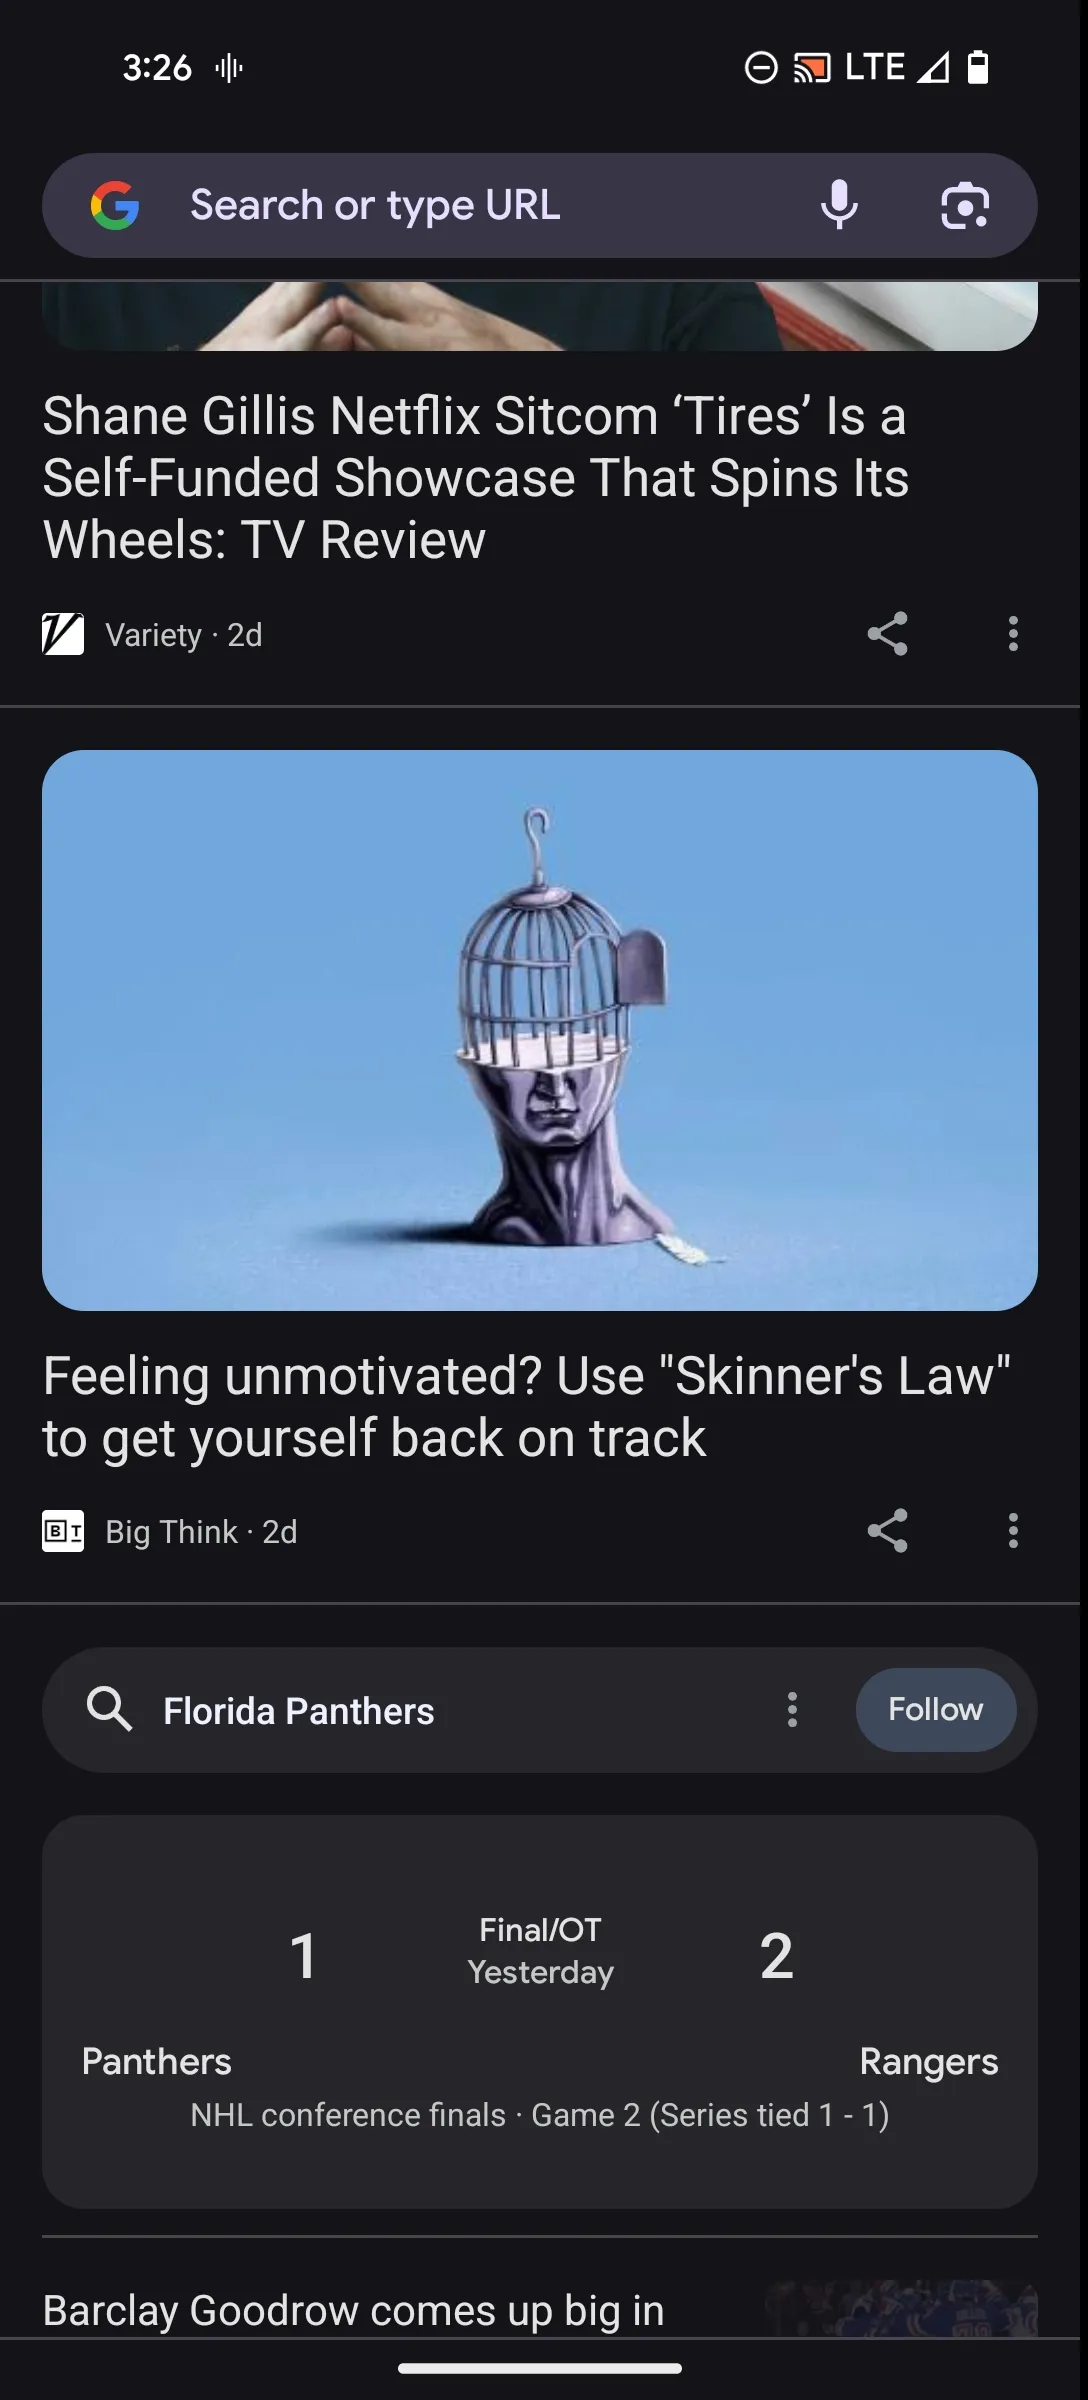 3:26
LTE
Search or type URL
Shane Gillis Netflix Sitcom ‘Tires’ Is a
Self-Funded Showcase That Spins Its
Wheels: TV Review
Variety · 2d
Feeling unmotivated? Use "Skinner's Law"
to get yourself back on track
BT
Big Think · 2d
Florida Panthers
Follow
1
Final/OT
2
Yesterday
Panthers
Rangers
NHL conference finals · Game 2 (Series tied 1 - 1)
Barclay Goodrow comes up big in